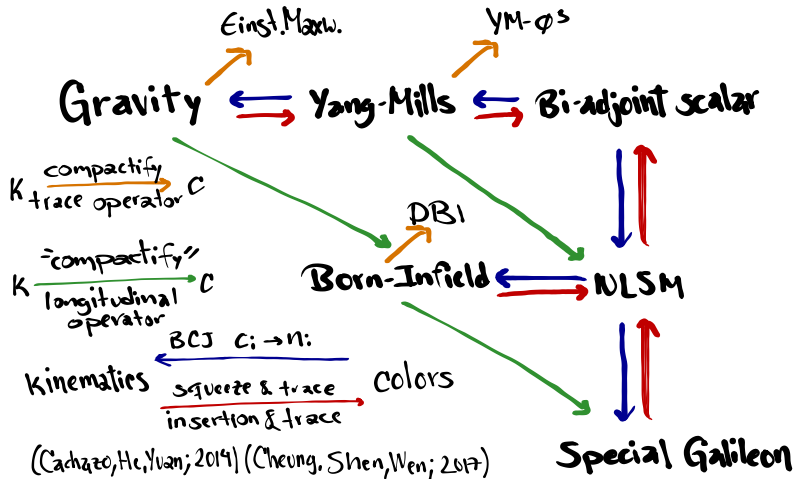 Einst.Maxw. YM-Ø³
Gravity Yang-Mills Bi-adjoint scalar
K compactify C
trace operator
DBI
K "compactify" C
longitudinal
operator
Born-Infield NLSM
BCJ Ci→ni
Kinematics colors
squeeze & trace
insertion & trace
(Cachazo,He,Yuan; 2014) (Cheung, Shen, Wen; 2017)
Special Galileon